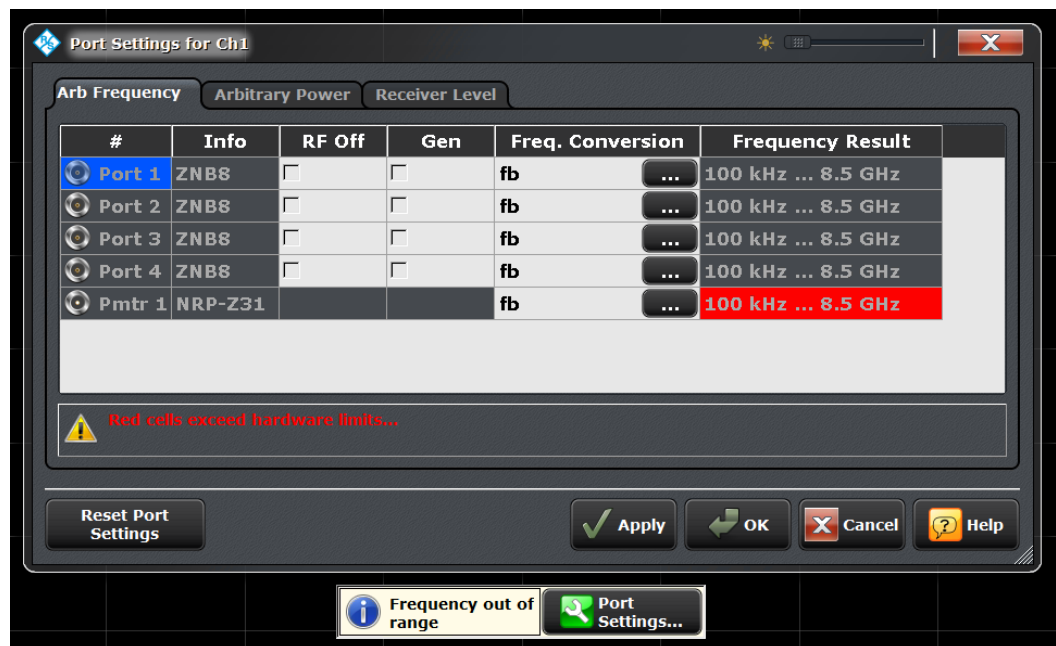 Port Settings for Ch1
X
Arb Frequency Arbitrary Power Receiver Level
# Info RF Off Gen Freq. Conversion Frequency Result
Port 1 ZNB8 fb ... 100 kHz ... 8.5 GHz
Port 2 ZNB8 fb ... 100 kHz ... 8.5 GHz
Port 3 ZNB8 fb ... 100 kHz ... 8.5 GHz
Port 4 ZNB8 fb ... 100 kHz ... 8.5 GHz
Pmtr 1 NRP-Z31 fb ... 100 kHz ... 8.5 GHz
Red cells exceed hardware limits...
Reset Port
Settings
Apply OK X Cancel ? Help
Frequency out of
range
Port
Settings...